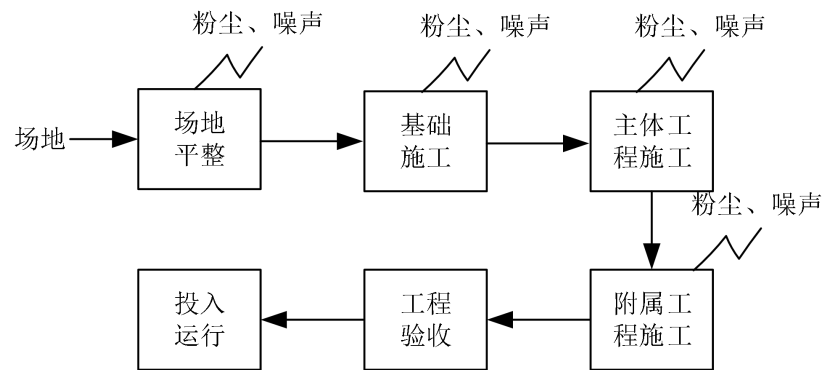 粉尘、噪声
粉尘、噪声
粉尘、噪声
场地
场地
平整
基础
施工
主体工
程施工
粉尘、噪声
投入
运行
工程
验收
附属工
程施工